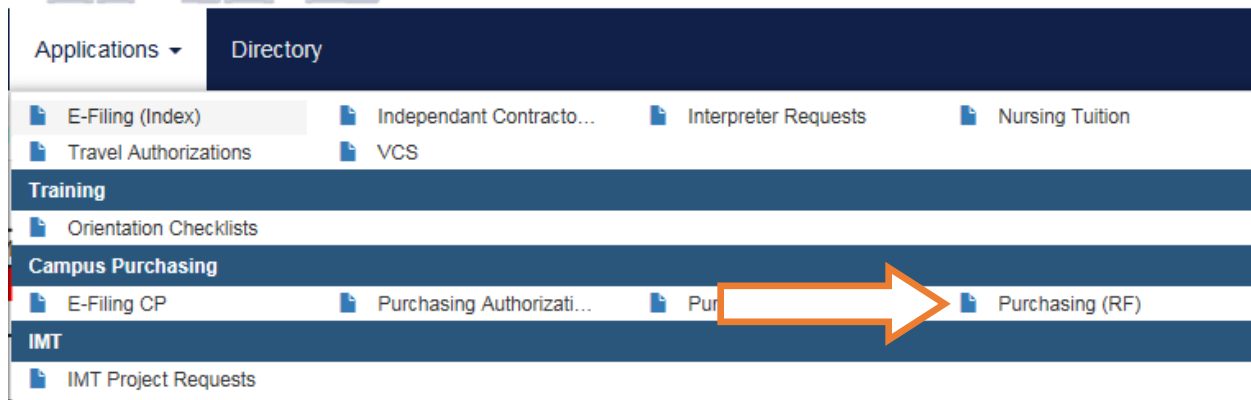 Applications Directory
E-Filing (Index) Independant Contracto... Interpreter Requests Nursing Tuition
Travel Authorizations VCS
Training
Orientation Checklists
Campus Purchasing
E-Filing CP Purchasing Authorizati... Purchasing (RF)
IMT
IMT Project Requests